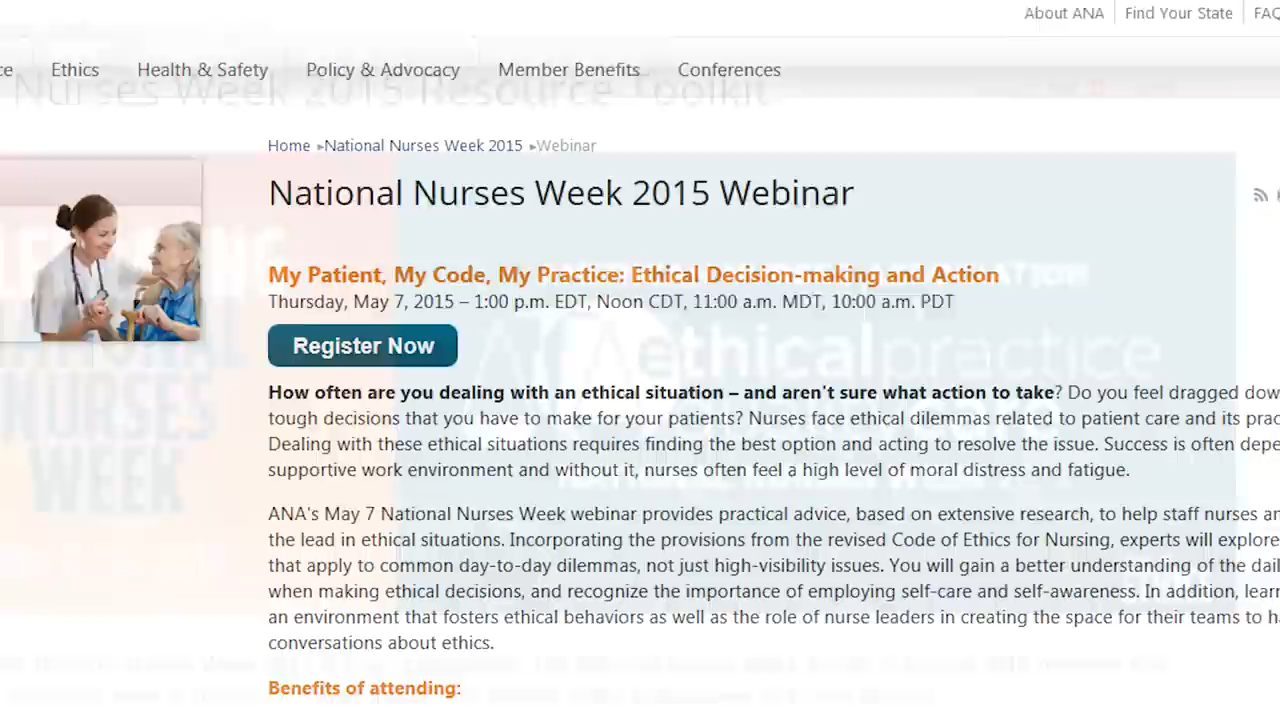 About ANA
Find Your State
FAQ
ce
Ethics
Health & Safety
Policy & Advocacy
Member Benefits
Conferences
Nurses Week 2015 Resource Toolkit
Home ▸National Nurses Week 2015 ▸Webinar
National Nurses Week 2015 Webinar
My Patient, My Code, My Practice: Ethical Decision-making and Action
Thursday, May 7, 2015 – 1:00 p.m. EDT, Noon CDT, 11:00 a.m. MDT, 10:00 a.m. PDT
Register Now
ethicalpractice
NURSES
WEEK
How often are you dealing with an ethical situation – and aren't sure what action to take? Do you feel dragged dow
tough decisions that you have to make for your patients? Nurses face ethical dilemmas related to patient care and its prac
Dealing with these ethical situations requires finding the best option and acting to resolve the issue. Success is often depe
supportive work environment and without it, nurses often feel a high level of moral distress and fatigue.
ANA's May 7 National Nurses Week webinar provides practical advice, based on extensive research, to help staff nurses an
the lead in ethical situations. Incorporating the provisions from the revised Code of Ethics for Nursing, experts will explore
that apply to common day-to-day dilemmas, not just high-visibility issues. You will gain a better understanding of the dail
when making ethical decisions, and recognize the importance of employing self-care and self-awareness. In addition, learn
an environment that fosters ethical behaviors as well as the role of nurse leaders in creating the space for their teams to h
conversations about ethics.
Benefits of attending: